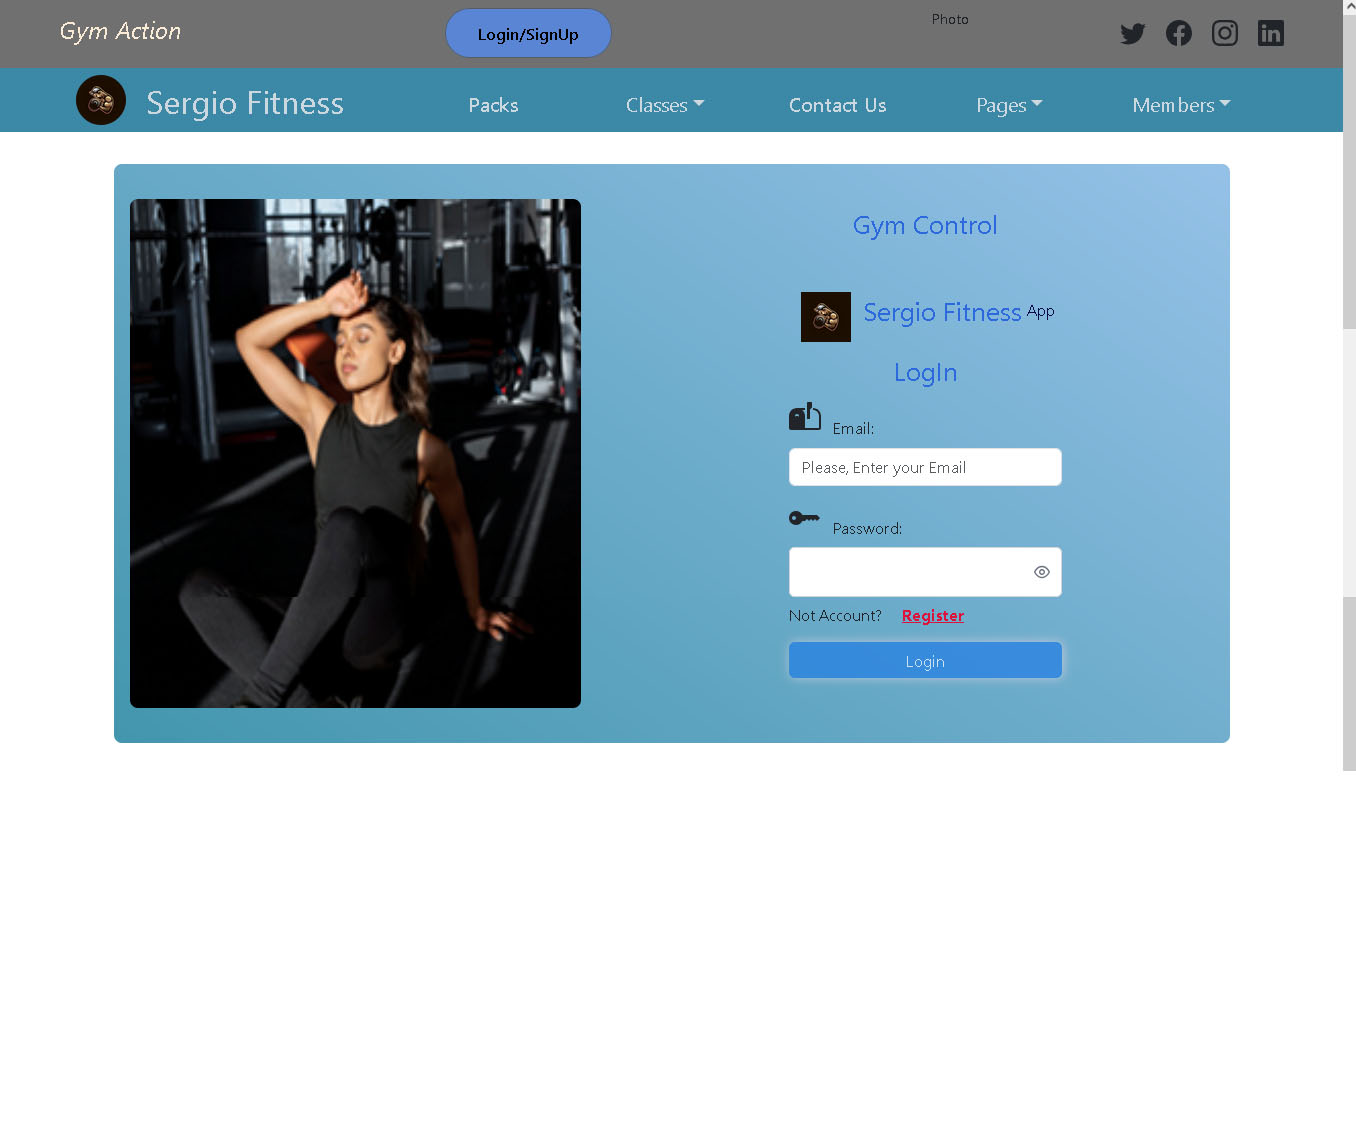 Gym Action
Login/SignUp
Photo
Sergio Fitness
Packs
Classes
Contact Us
Pages
Members
Gym Control
Sergio Fitness App
LogIn
Email:
Please, Enter your Email
Password:
Not Account? Register
Login